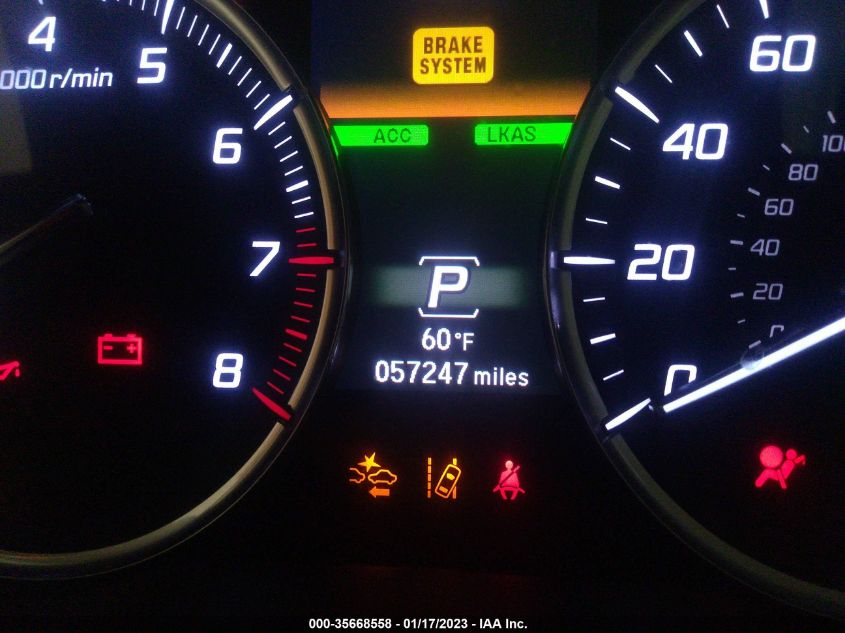 BRAKE
SYSTEM
ACC LKAS
4 5 6 7 8
000 r/min
60 40 20 0
80 60 40 20 0
P
60°F
057247 miles
000-35668558 - 01/17/2023 - IAA Inc.